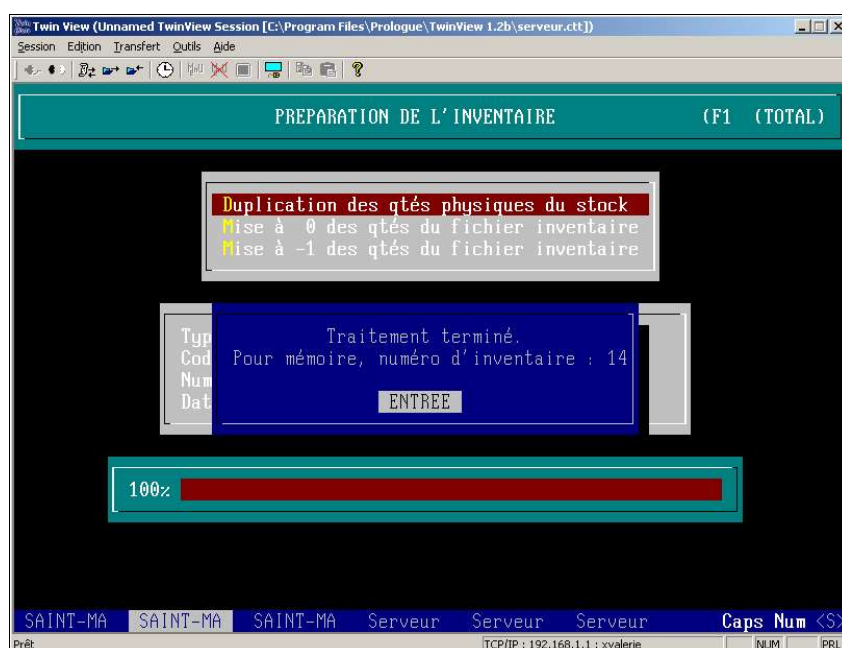 Twin View (Unnamed TwinView Session [C:\Program Files\Prologue\TwinView 1.2b\serveur.ctt])
Session Edition Transfert Outils Aide
PREPARATION DE L'INVENTAIRE (F1 (TOTAL)
Duplication des qtés physiques du stock
Mise à 0 des qtés du fichier inventaire
Mise à -1 des qtés du fichier inventaire
Typ
Cod
Num
Dat
Traitement terminé.
Pour mémoire, numéro d'inventaire : 14
ENTREE
100%
SAINT-MA SAINT-MA SAINT-MA Serveur Serveur Serveur Caps Num <S>
Prêt TCP/IP : 192.168.1.1 : xvalerie NUM PRL